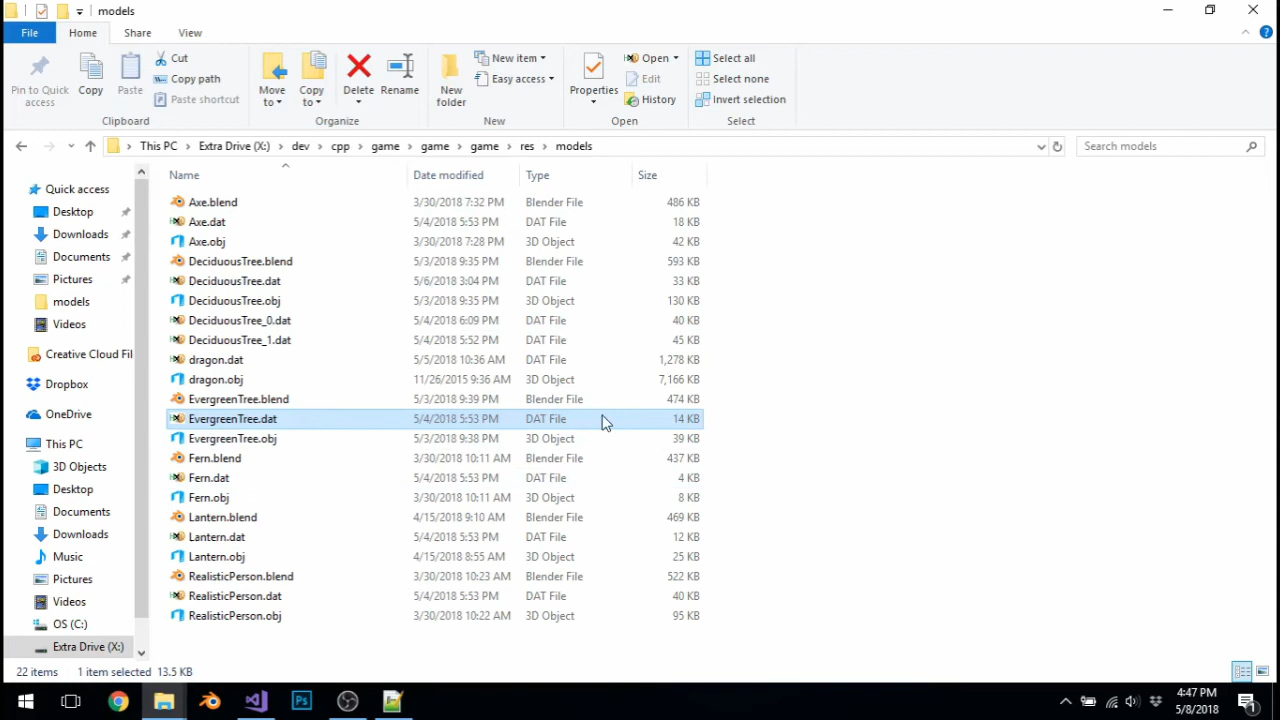 models
File Home Share View
Pin to Quick access
Copy
Paste
Cut
Copy path
Paste shortcut
Clipboard
Move to
Copy to
Delete
Rename
Organize
New folder
New item
Easy access
New
Properties
Open
Edit
History
Open
Select all
Select none
Invert selection
Select
This PC > Extra Drive (X:) > dev > cpp > game > game > game > res > models
Search models
Quick access
Desktop
Downloads
Documents
Pictures
models
Videos
Creative Cloud Fil
Dropbox
OneDrive
This PC
3D Objects
Desktop
Documents
Downloads
Music
Pictures
Videos
OS (C:)
Extra Drive (X:)
Name Date modified Type Size
Axe.blend 3/30/2018 7:32 PM Blender File 486 KB
Axe.dat 5/4/2018 5:53 PM DAT File 18 KB
Axe.obj 3/30/2018 7:28 PM 3D Object 42 KB
DeciduousTree.blend 5/3/2018 9:35 PM Blender File 593 KB
DeciduousTree.dat 5/6/2018 3:04 PM DAT File 33 KB
DeciduousTree.obj 5/3/2018 9:35 PM 3D Object 130 KB
DeciduousTree_0.dat 5/4/2018 6:09 PM DAT File 40 KB
DeciduousTree_1.dat 5/4/2018 5:52 PM DAT File 45 KB
dragon.dat 5/5/2018 10:36 AM DAT File 1,278 KB
dragon.obj 11/26/2015 9:36 AM 3D Object 7,166 KB
EvergreenTree.blend 5/3/2018 9:39 PM Blender File 474 KB
EvergreenTree.dat 5/4/2018 5:53 PM DAT File 14 KB
EvergreenTree.obj 5/3/2018 9:38 PM 3D Object 39 KB
Fern.blend 3/30/2018 10:11 AM Blender File 437 KB
Fern.dat 5/4/2018 5:53 PM DAT File 4 KB
Fern.obj 3/30/2018 10:11 AM 3D Object 8 KB
Lantern.blend 4/15/2018 9:10 AM Blender File 469 KB
Lantern.dat 5/4/2018 5:53 PM DAT File 12 KB
Lantern.obj 4/15/2018 8:55 AM 3D Object 25 KB
RealisticPerson.blend 3/30/2018 10:23 AM Blender File 522 KB
RealisticPerson.dat 5/4/2018 5:53 PM DAT File 40 KB
RealisticPerson.obj 3/30/2018 10:22 AM 3D Object 95 KB
22 items 1 item selected 13.5 KB
Ps
4:47 PM
5/8/2018
1